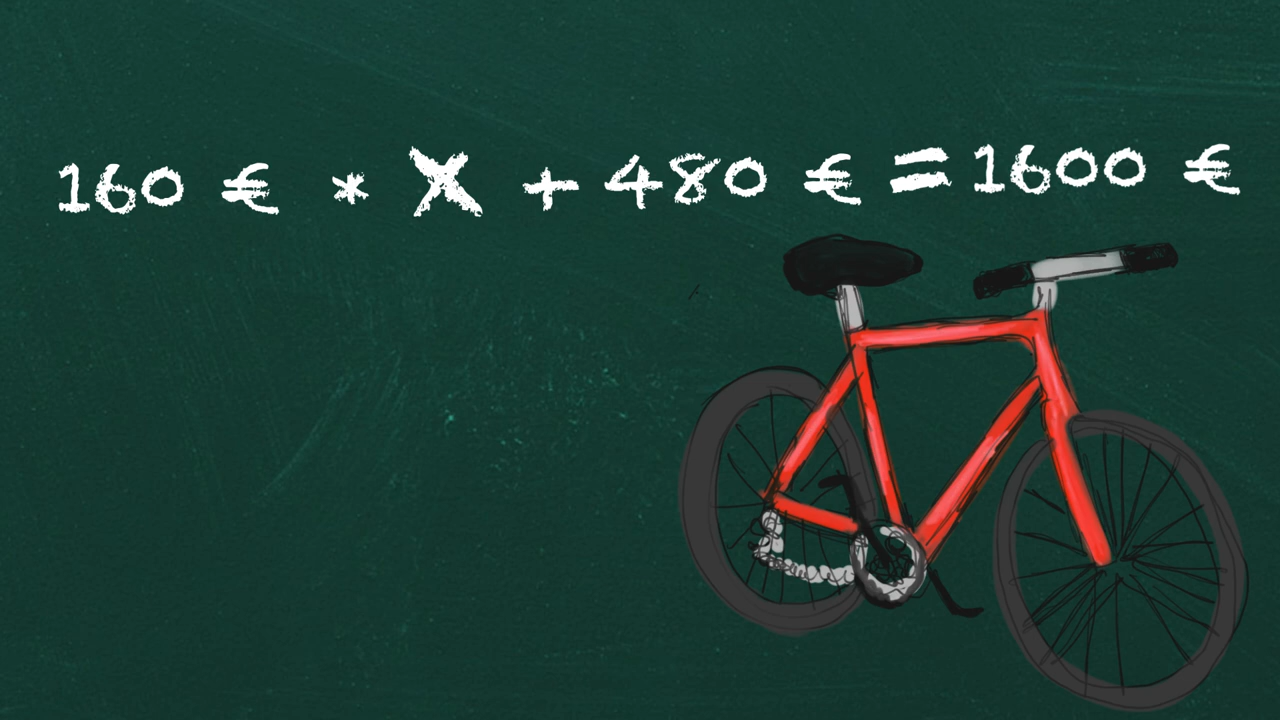 160 € * X + 480 € = 1600 €